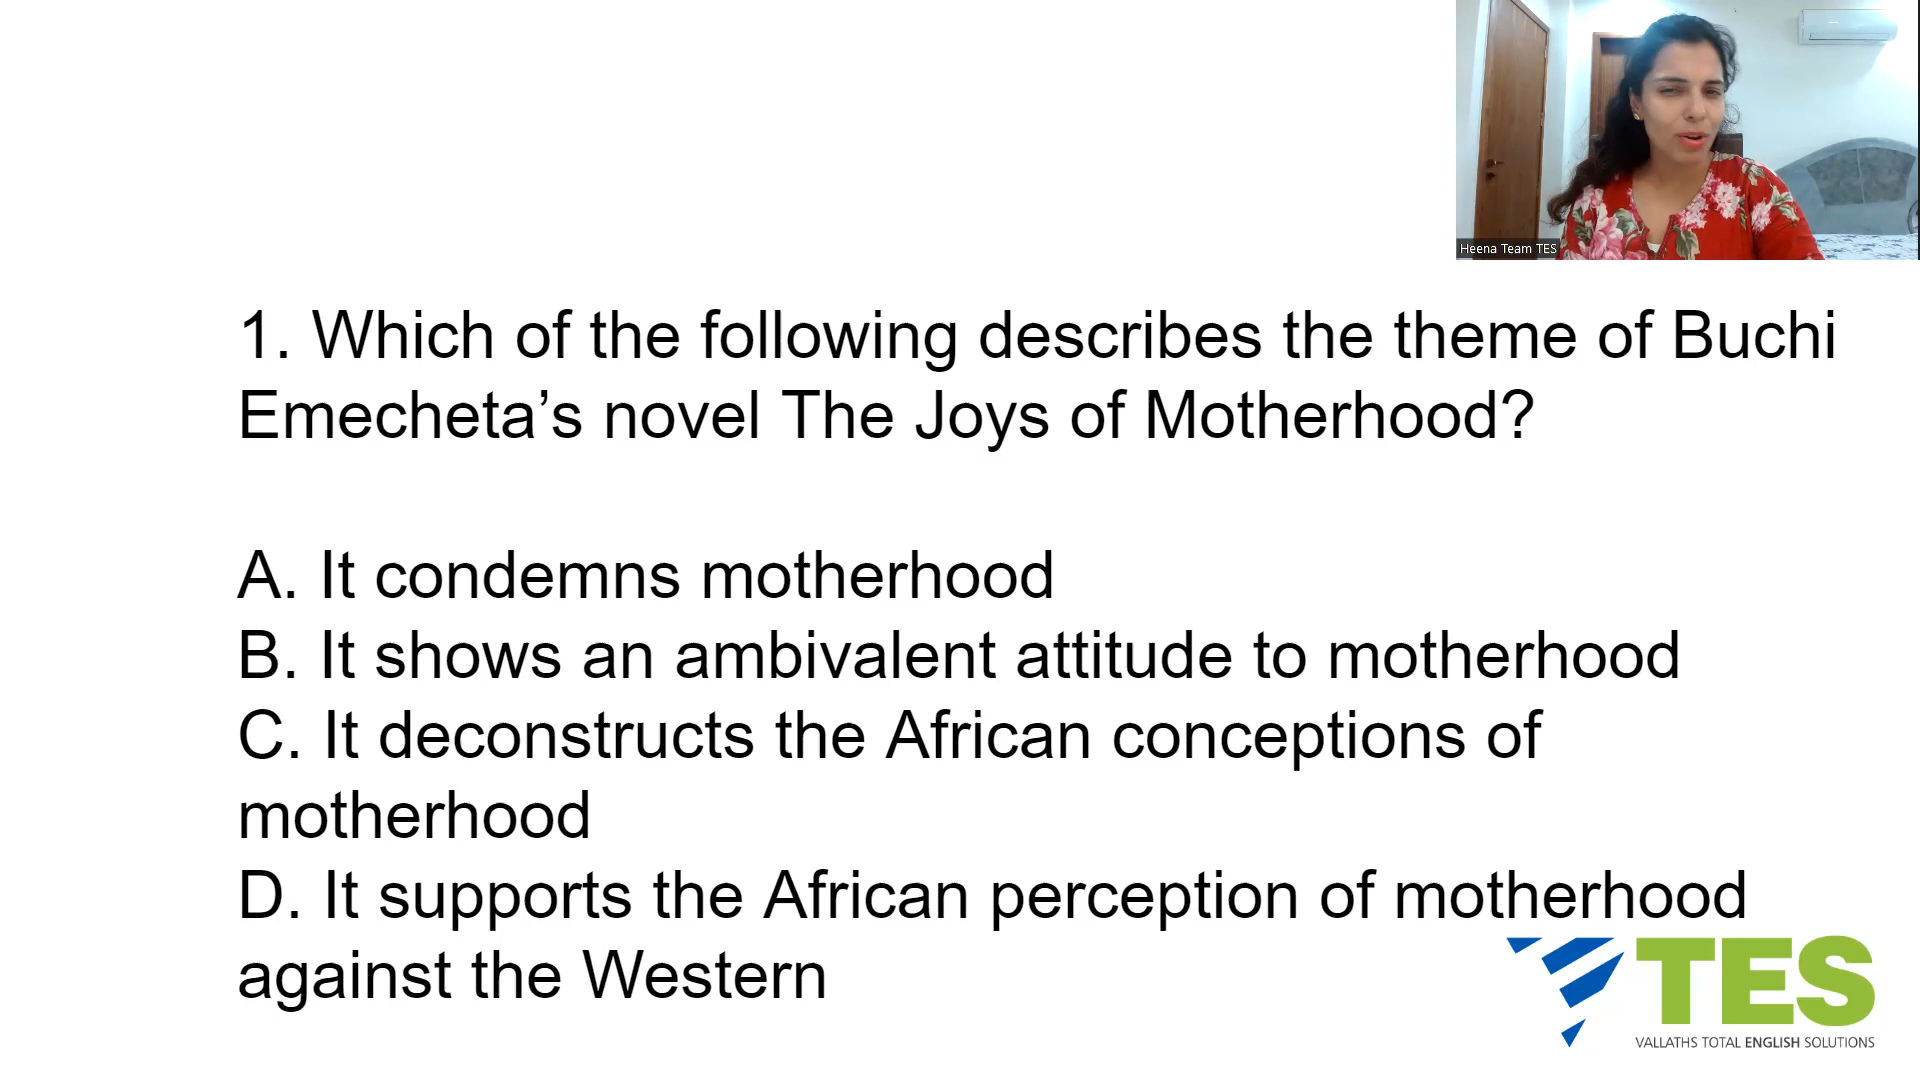 Heena Team TES
1. Which of the following describes the theme of Buchi
Emecheta’s novel The Joys of Motherhood?
A. It condemns motherhood
B. It shows an ambivalent attitude to motherhood
C. It deconstructs the African conceptions of
motherhood
D. It supports the African perception of motherhood
against the Western
TES
VALLATHS TOTAL ENGLISH SOLUTIONS